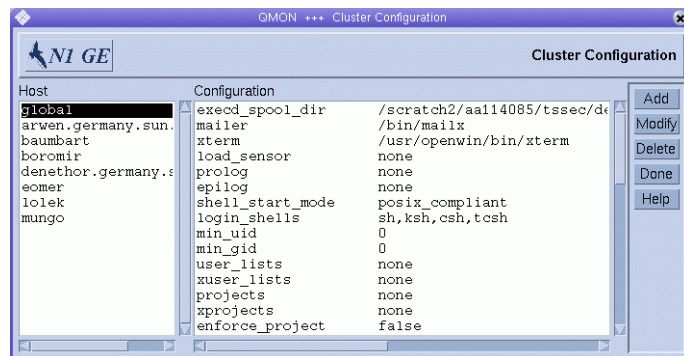 QMON +++ Cluster Configuration
N1 GE
Cluster Configuration
Host
global
arwen.germany.sun.
baumbart
boromir
denethor.germany.s
eomer
lolek
mungo
Configuration
execd_spool_dir /scratch2/aa114085/tssec/de
mailer /bin/mailx
xterm /usr/openwin/bin/xterm
load_sensor none
prolog none
epilog none
shell_start_mode posix_compliant
login_shells sh,ksh,csh,tcsh
min_uid 0
min_gid 0
user_lists none
xuser_lists none
projects none
xprojects none
enforce_project false
Add
Modify
Delete
Done
Help